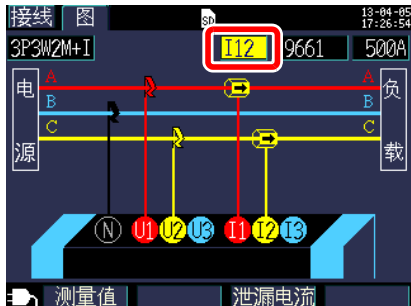 接线 图 SD 13-04-05
17:26:54
3P3W2M+I I12 9661 500A
电源
A A
B B
C C
负载
N U1 U2 U3 I1 I2 I3
测量值 泄漏电流